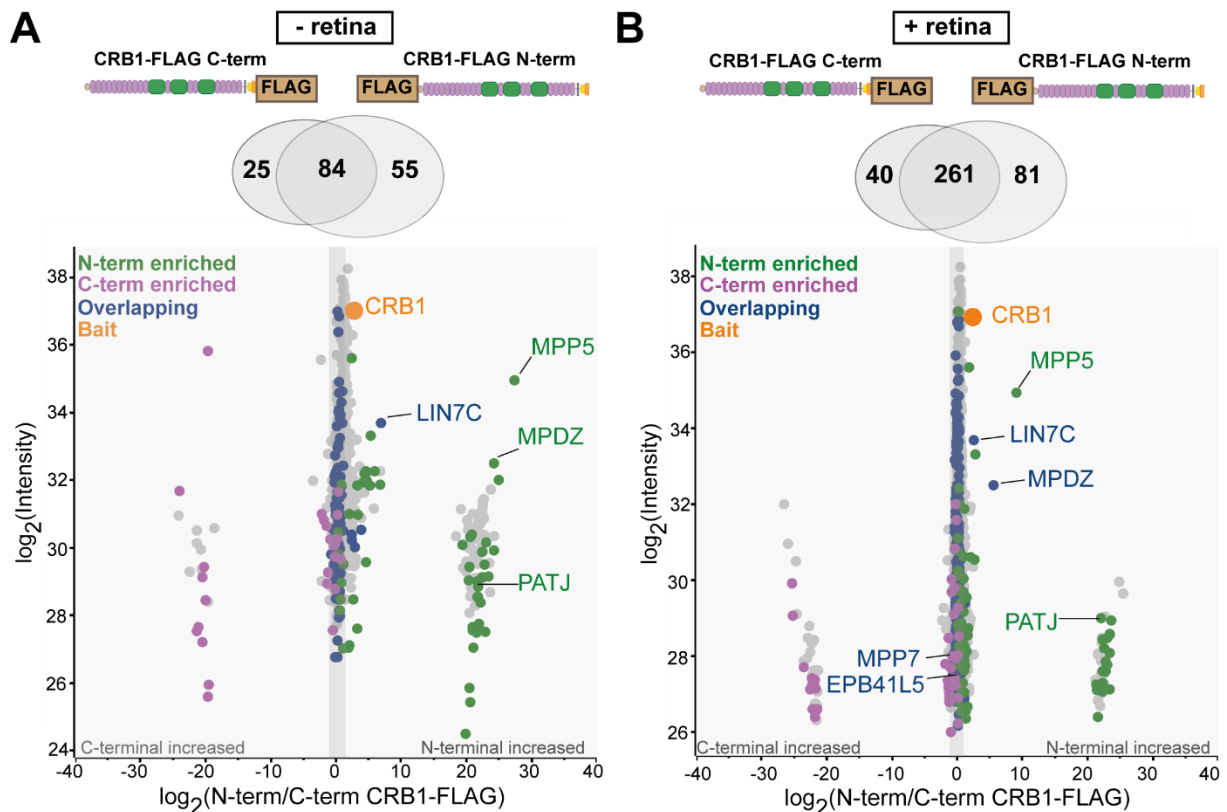 A
- retina
CRB1-FLAG C-term
CRB1-FLAG N-term
FLAG
FLAG
25
84
55
N-term enriched
C-term enriched
Overlapping
Bait
CRB1
MPP5
LIN7C
MPDZ
PATJ
38
36
34
32
30
28
26
24
log2(Intensity)
C-terminal increased
N-terminal increased
-40
-30
-20
-10
0
10
20
30
40
log2(N-term/C-term CRB1-FLAG)
B
+ retina
CRB1-FLAG C-term
CRB1-FLAG N-term
FLAG
FLAG
40
261
81
N-term enriched
C-term enriched
Overlapping
Bait
CRB1
MPP5
LIN7C
MPDZ
PATJ
MPP7
EPB41L5
38
36
34
32
30
28
26
log2(Intensity)
C-terminal increased
N-terminal increased
-40
-30
-20
-10
0
10
20
30
40
log2(N-term/C-term CRB1-FLAG)